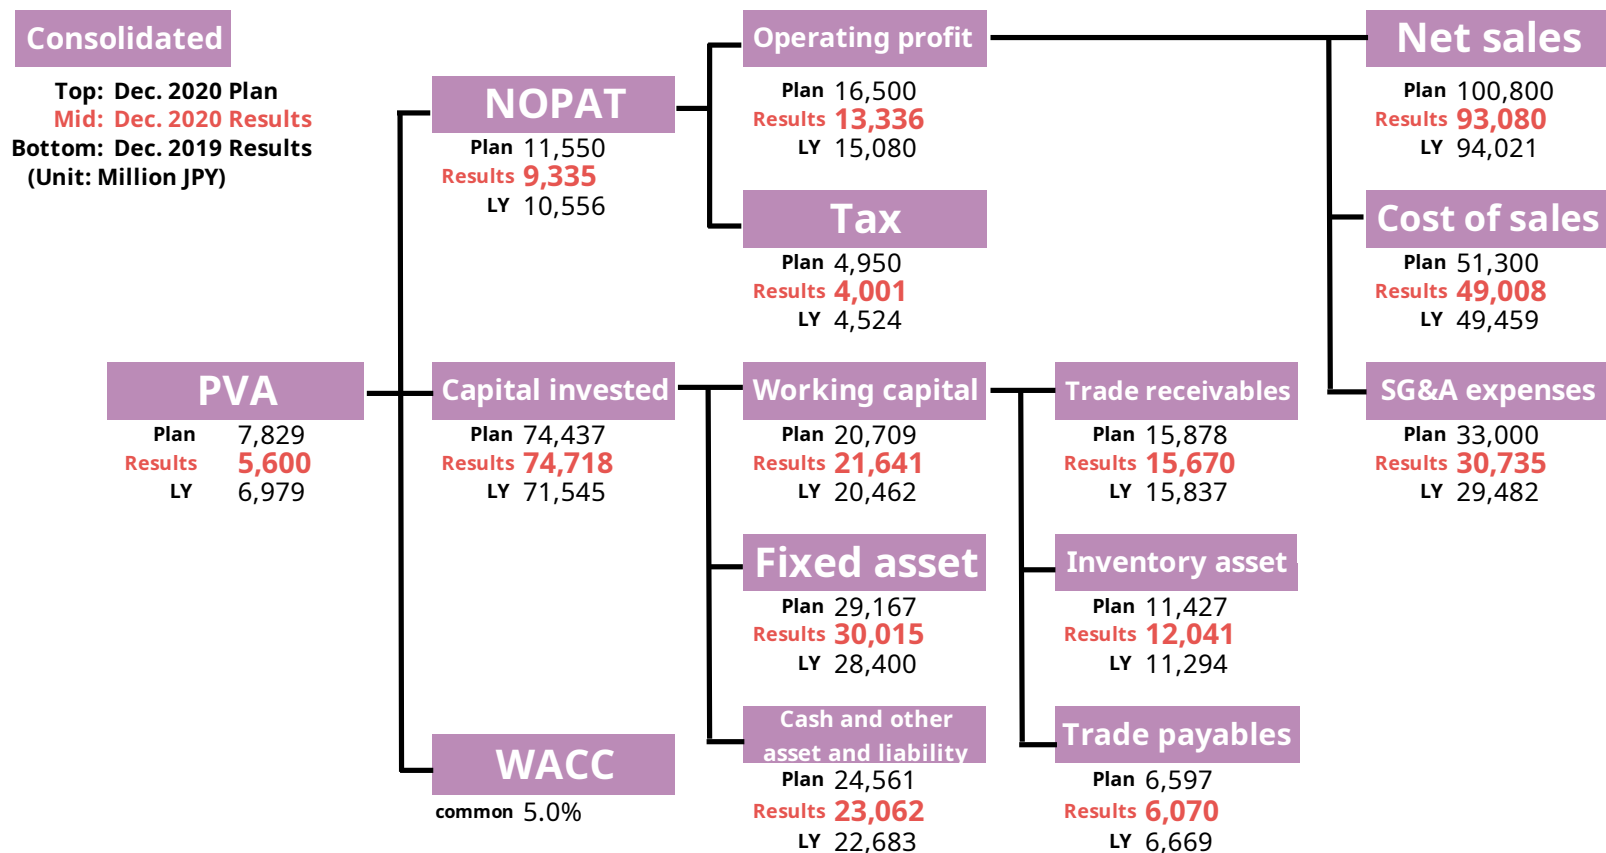 Consolidated
Top: Dec. 2020 Plan
Mid: Dec. 2020 Results
Bottom: Dec. 2019 Results
(Unit: Million JPY)
PVA
Plan 7,829
Results 5,600
LY 6,979
NOPAT
Plan 11,550
Results 9,335
LY 10,556
Capital invested
Plan 74,437
Results 74,718
LY 71,545
WACC
common 5.0%
Operating profit
Plan 16,500
Results 13,336
LY 15,080
Tax
Plan 4,950
Results 4,001
LY 4,524
Working capital
Plan 20,709
Results 21,641
LY 20,462
Fixed asset
Plan 29,167
Results 30,015
LY 28,400
Cash and other
asset and liability
Plan 24,561
Results 23,062
LY 22,683
Trade receivables
Plan 15,878
Results 15,670
LY 15,837
Inventory asset
Plan 11,427
Results 12,041
LY 11,294
Trade payables
Plan 6,597
Results 6,070
LY 6,669
Net sales
Plan 100,800
Results 93,080
LY 94,021
Cost of sales
Plan 51,300
Results 49,008
LY 49,459
SG&A expenses
Plan 33,000
Results 30,735
LY 29,482